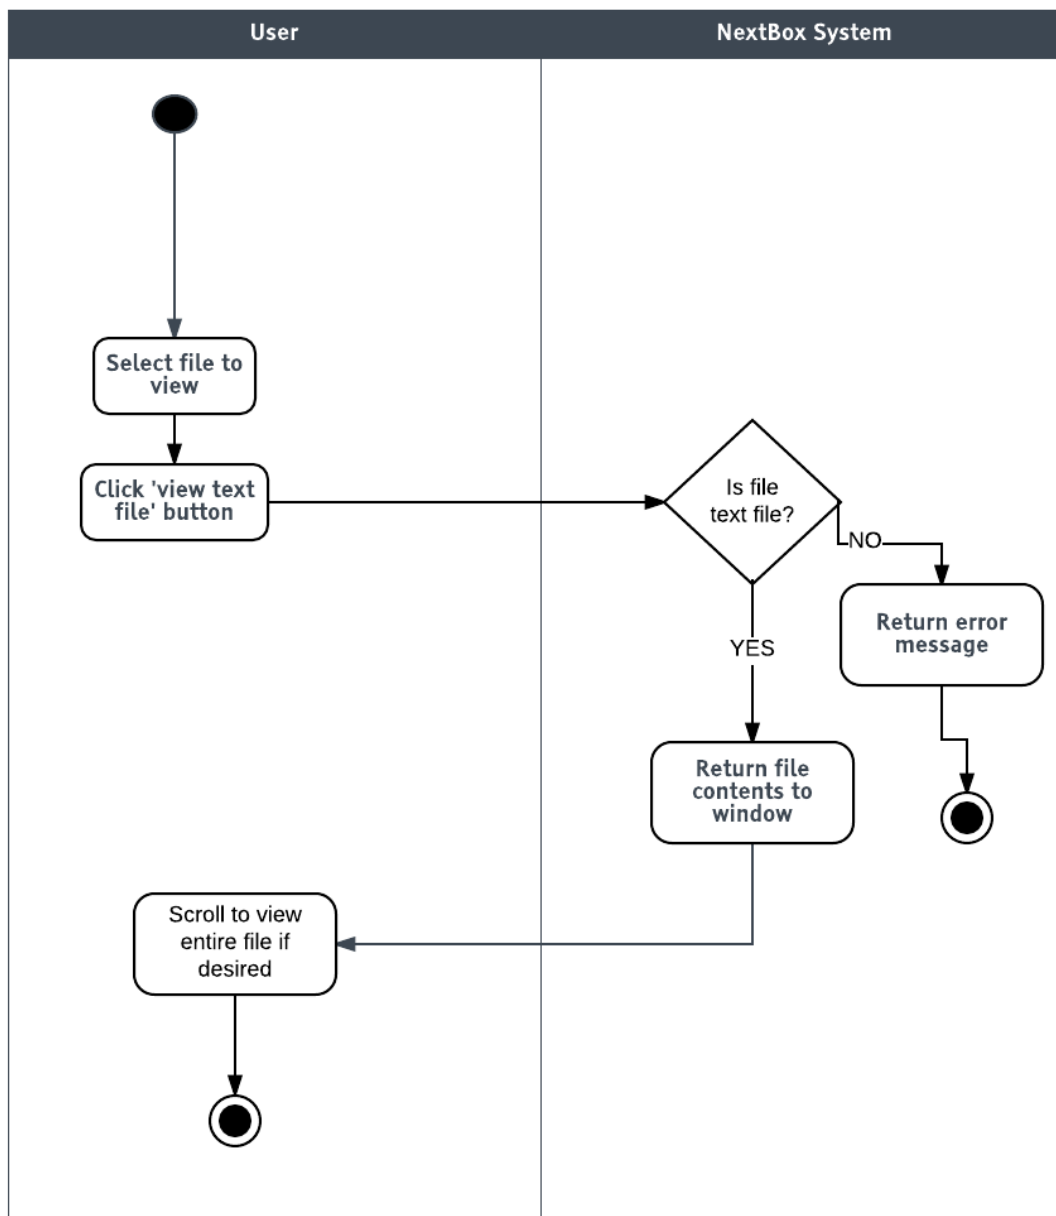 User
NextBox System
Select file to
view
Click 'view text
file' button
Is file
text file?
NO
Return error
message
YES
Return file
contents to
window
Scroll to view
entire file if
desired